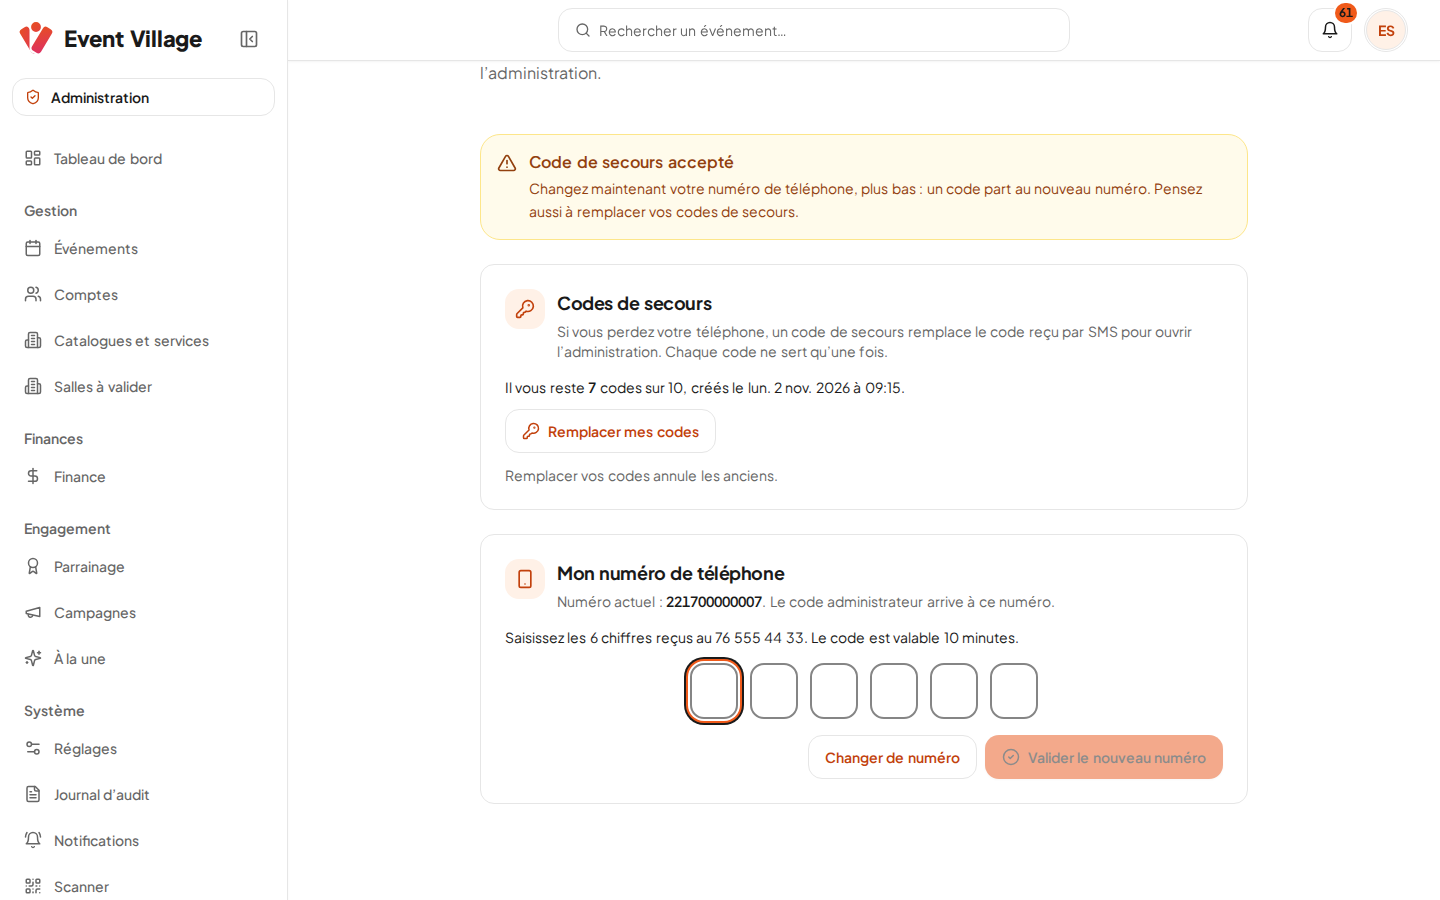 Event Village
Rechercher un événement…
61
ES
Administration
Tableau de bord
Gestion
Événements
Comptes
Catalogues et services
Salles à valider
Finances
Finance
Engagement
Parrainage
Campagnes
À la une
Système
Réglages
Journal d’audit
Notifications
Scanner
l’administration.
Code de secours accepté
Changez maintenant votre numéro de téléphone, plus bas : un code part au nouveau numéro. Pensez
aussi à remplacer vos codes de secours.
Codes de secours
Si vous perdez votre téléphone, un code de secours remplace le code reçu par SMS pour ouvrir
l’administration. Chaque code ne sert qu’une fois.
Il vous reste 7 codes sur 10, créés le lun. 2 nov. 2026 à 09:15.
Remplacer mes codes
Remplacer vos codes annule les anciens.
Mon numéro de téléphone
Numéro actuel : 221700000007. Le code administrateur arrive à ce numéro.
Saisissez les 6 chiffres reçus au 76 555 44 33. Le code est valable 10 minutes.
Changer de numéro
Valider le nouveau numéro